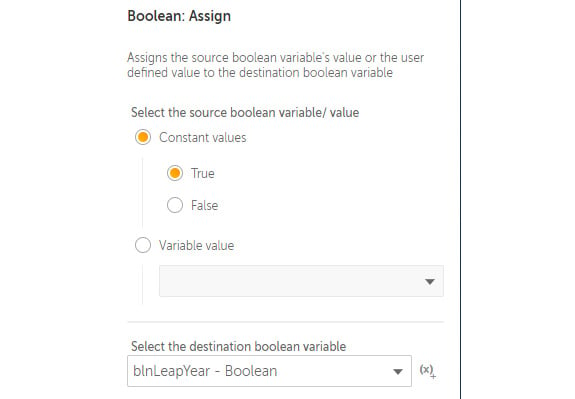 Boolean: Assign
Assigns the source boolean variable's value or the user
defined value to the destination boolean variable
Select the source boolean variable/ value
Constant values
True
False
Variable value
Select the destination boolean variable
blnLeapYear - Boolean
(x)+